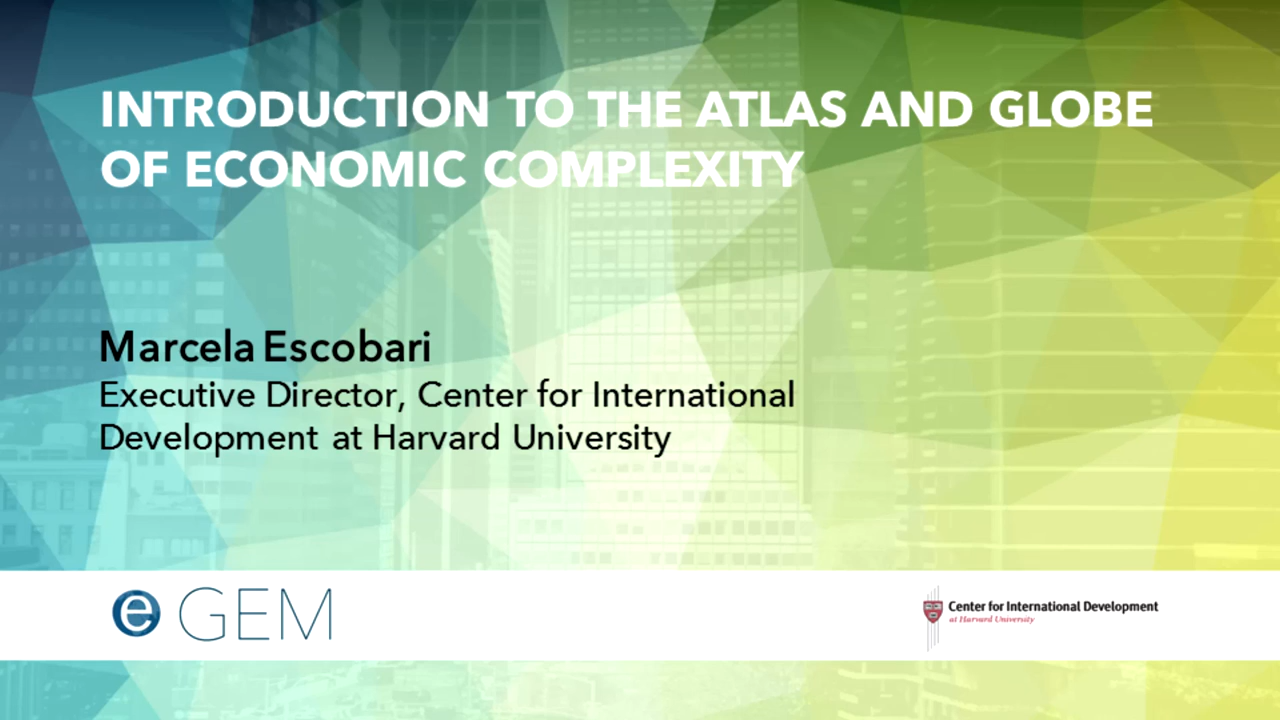 INTRODUCTION TO THE ATLAS AND GLOBE
OF ECONOMIC COMPLEXITY
Marcela Escobari
Executive Director, Center for International
Development at Harvard University
e GEM
Center for International Development
at Harvard University